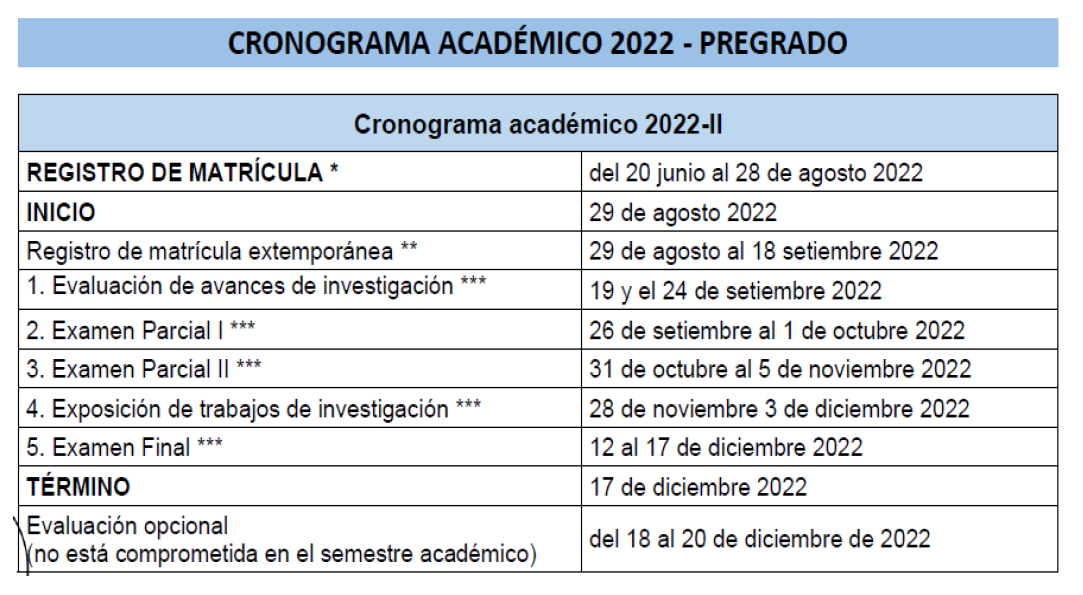 CRONOGRAMA ACADÉMICO 2022 - PREGRADO
Cronograma académico 2022-II
REGISTRO DE MATRÍCULA * del 20 junio al 28 de agosto 2022
INICIO 29 de agosto 2022
Registro de matrícula extemporánea ** 29 de agosto al 18 setiembre 2022
1. Evaluación de avances de investigación *** 19 y el 24 de setiembre 2022
2. Examen Parcial I *** 26 de setiembre al 1 de octubre 2022
3. Examen Parcial II *** 31 de octubre al 5 de noviembre 2022
4. Exposición de trabajos de investigación *** 28 de noviembre 3 de diciembre 2022
5. Examen Final *** 12 al 17 de diciembre 2022
TÉRMINO 17 de diciembre 2022
Evaluación opcional
(no está comprometida en el semestre académico) del 18 al 20 de diciembre de 2022